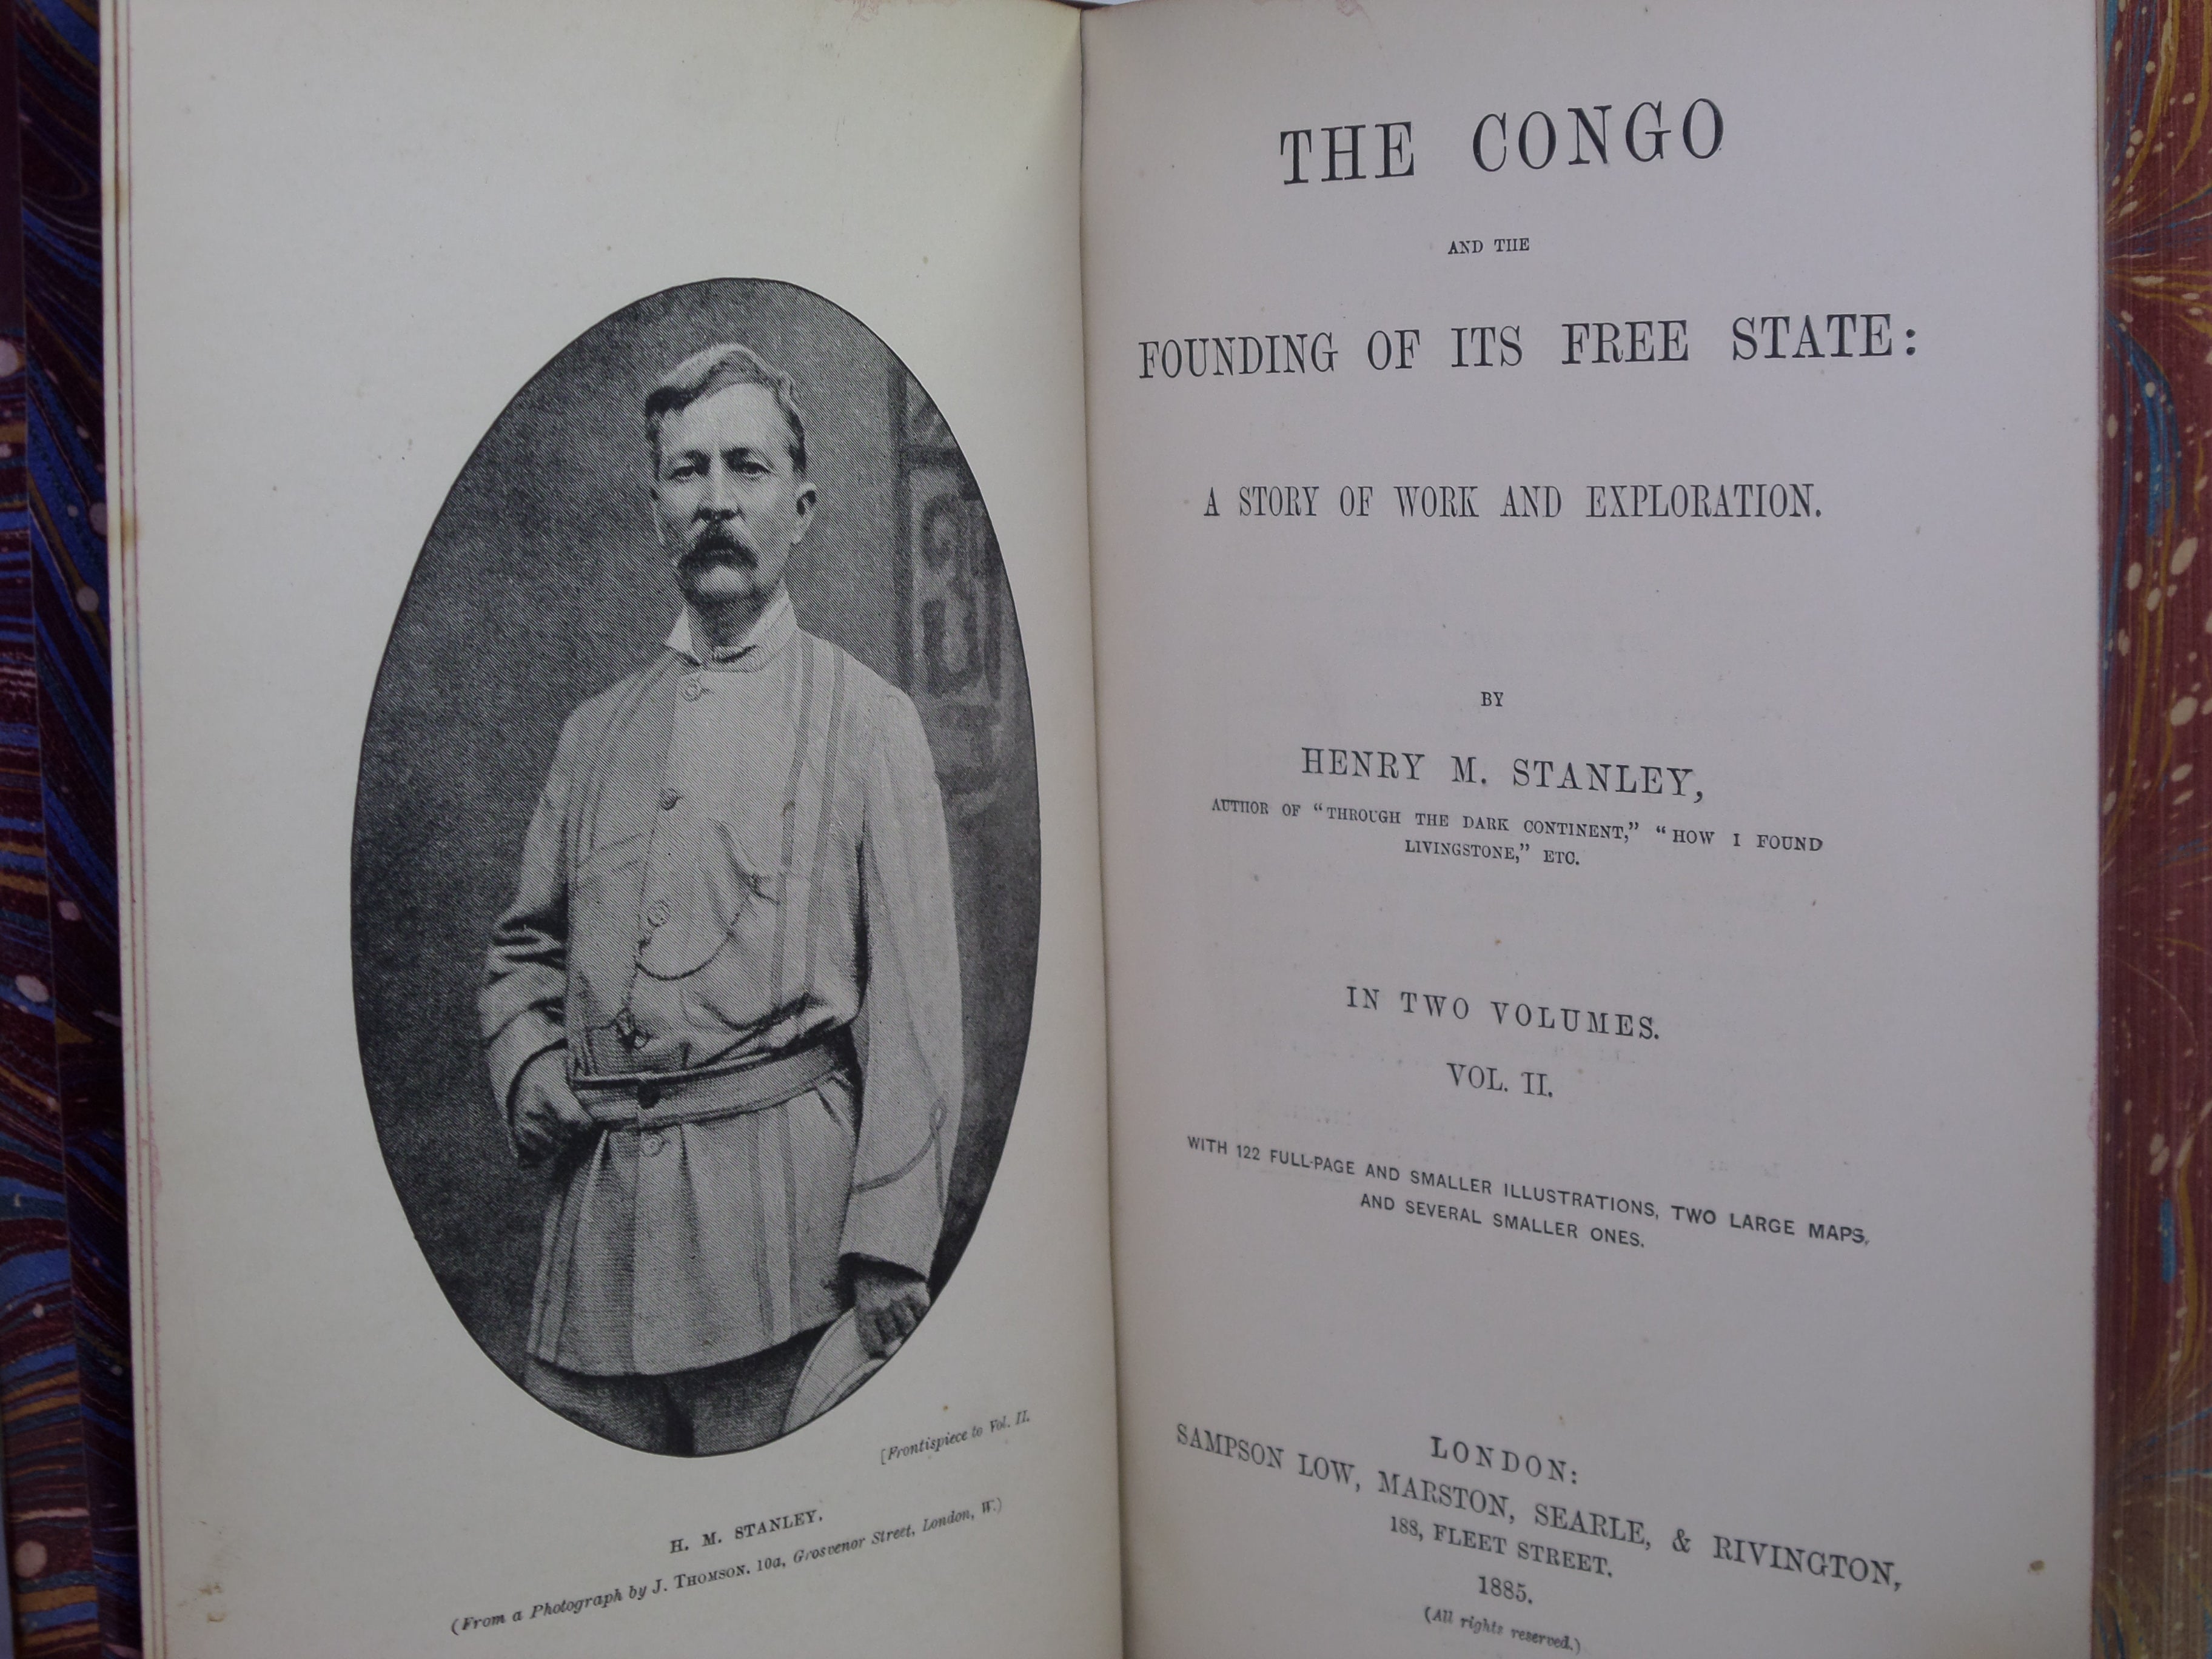 [Frontispiece to Vol. II.
H. M. STANLEY.
(From a Photograph by J. THOMSON, 10a, Grosvenor Street, London, W.)
THE CONGO
AND THE
FOUNDING OF ITS FREE STATE:
A STORY OF WORK AND EXPLORATION.
BY
HENRY M. STANLEY,
AUTHOR OF "THROUGH THE DARK CONTINENT," "HOW I FOUND
LIVINGSTONE," ETC.
IN TWO VOLUMES.
VOL. II.
WITH 122 FULL-PAGE AND SMALLER ILLUSTRATIONS, TWO LARGE MAPS,
AND SEVERAL SMALLER ONES.
LONDON:
SAMPSON LOW, MARSTON, SEARLE, & RIVINGTON,
188, FLEET STREET.
1885.
(All rights reserved.)